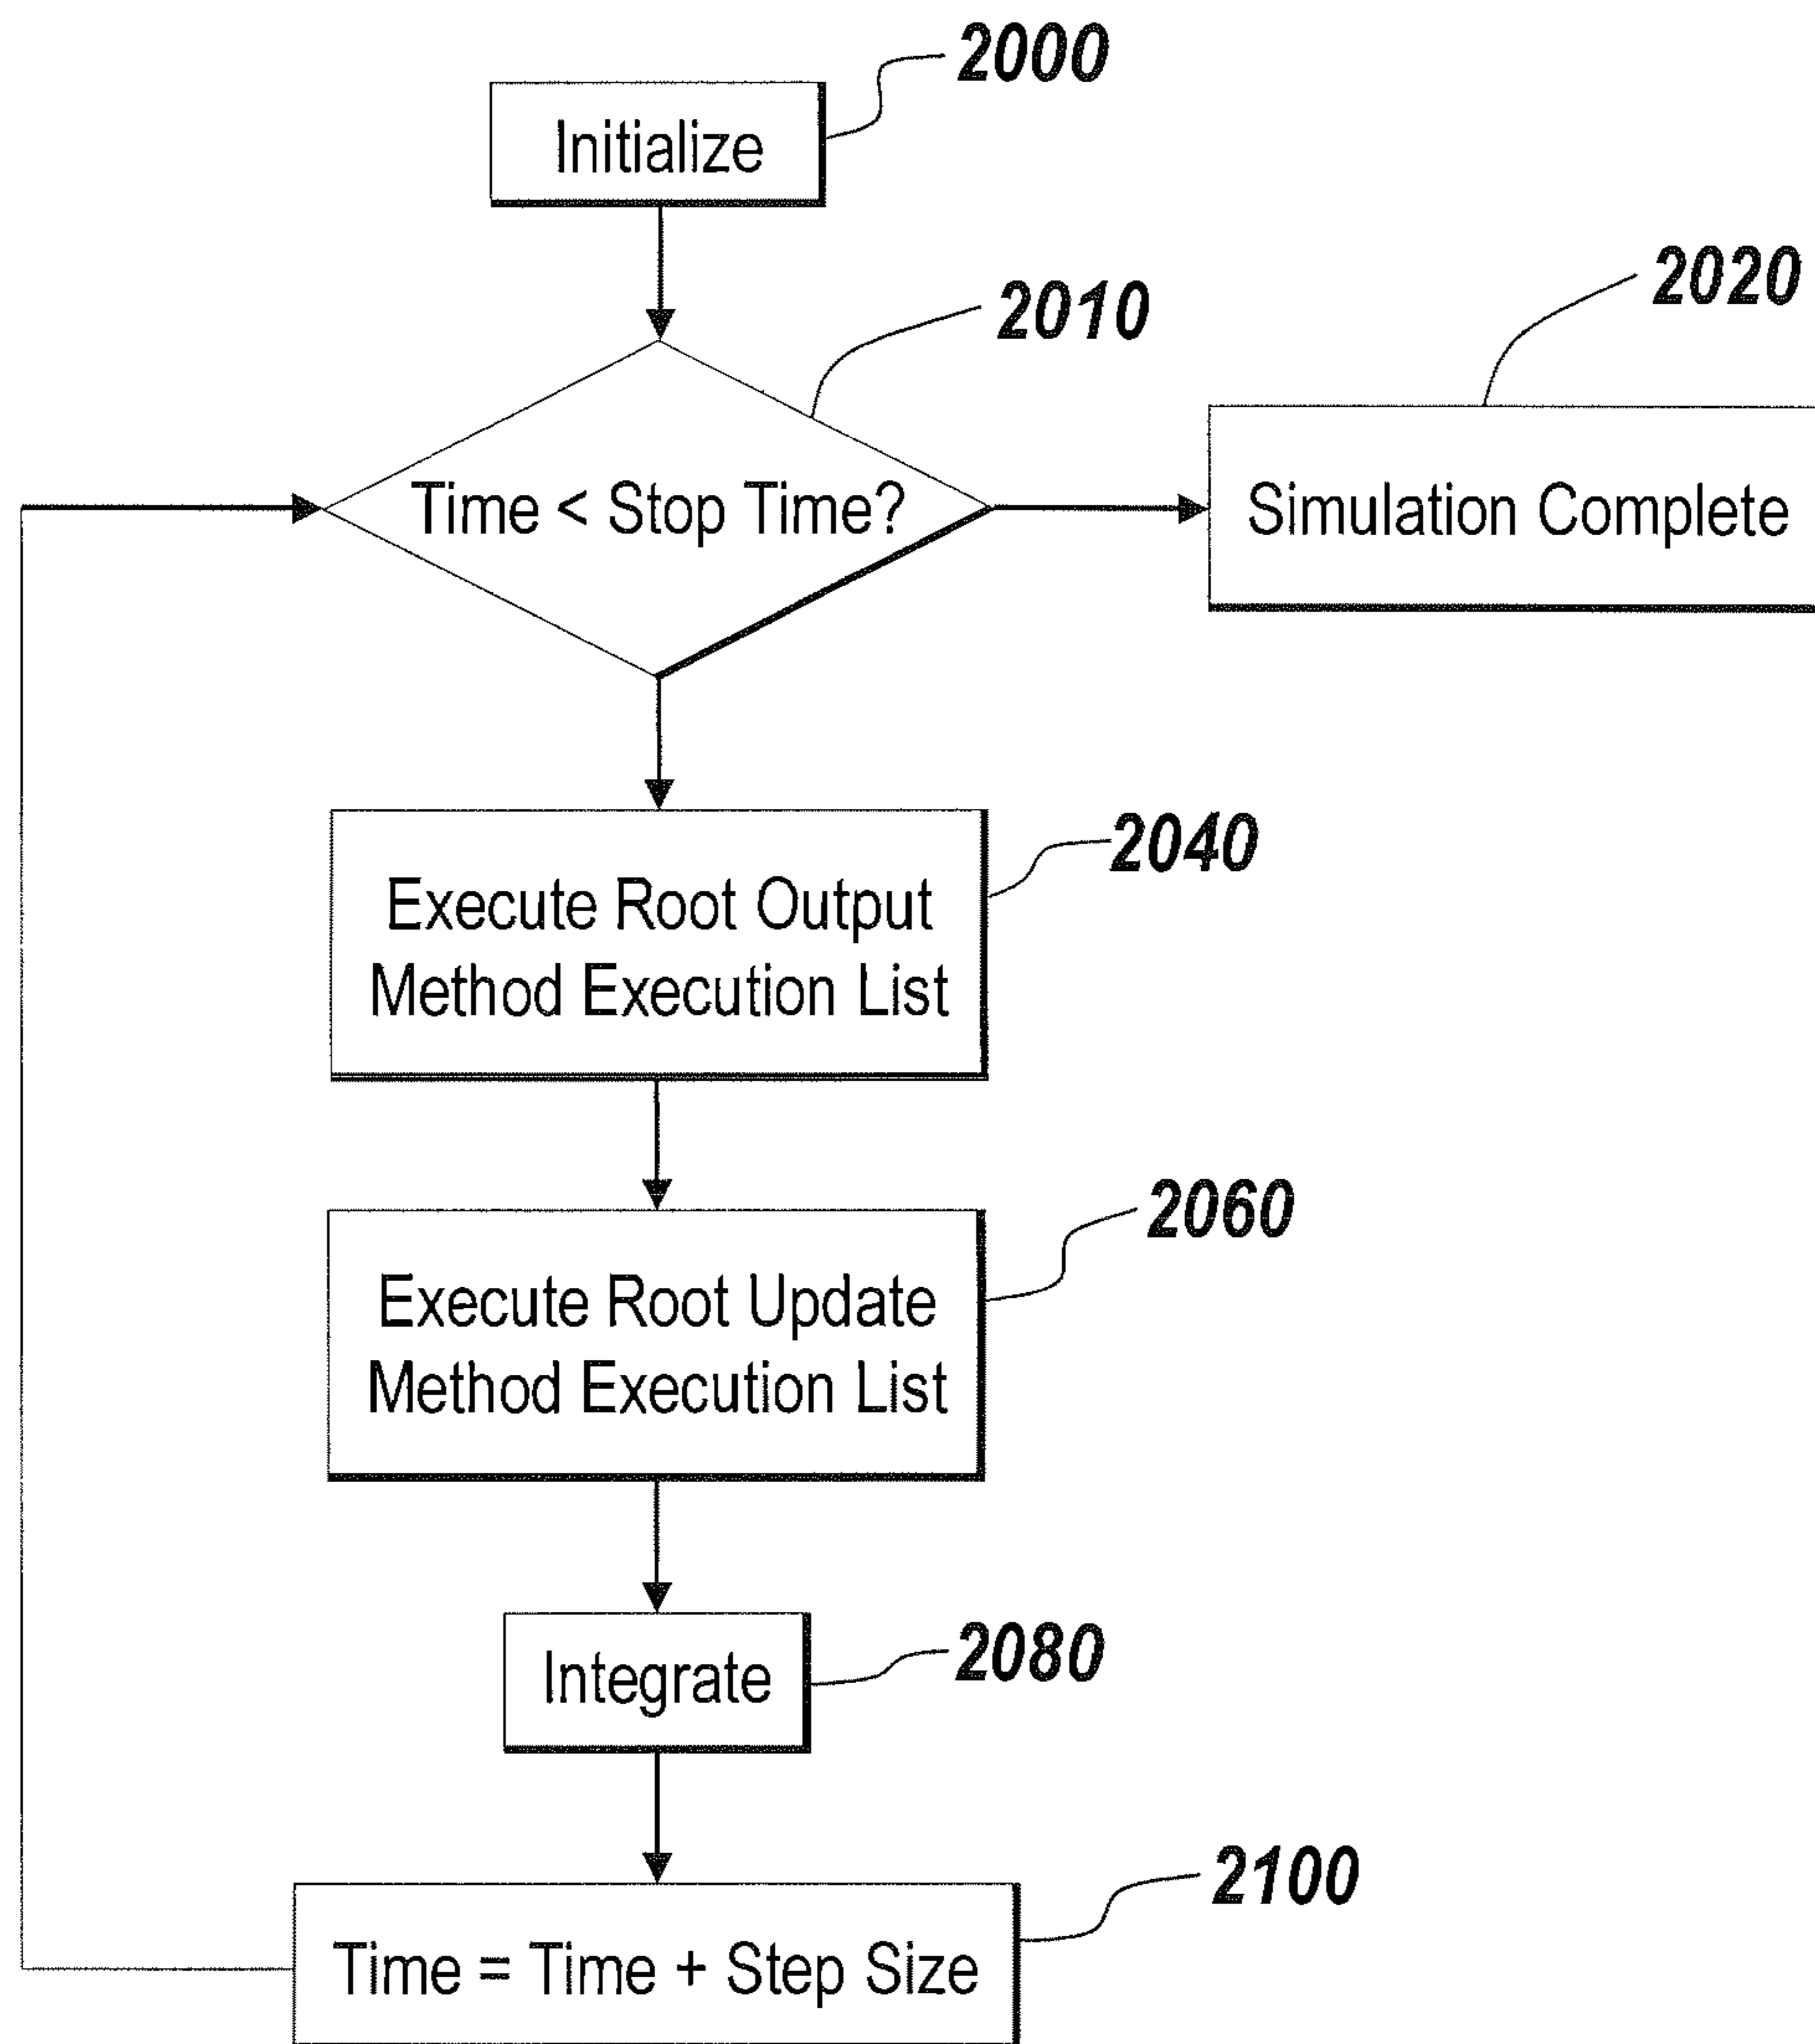 2000
Initialize
2010
2020
Time < Stop Time?
Simulation Complete
2040
Execute Root Output
Method Execution List
2060
Execute Root Update
Method Execution List
2080
Integrate
2100
Time = Time + Step Size